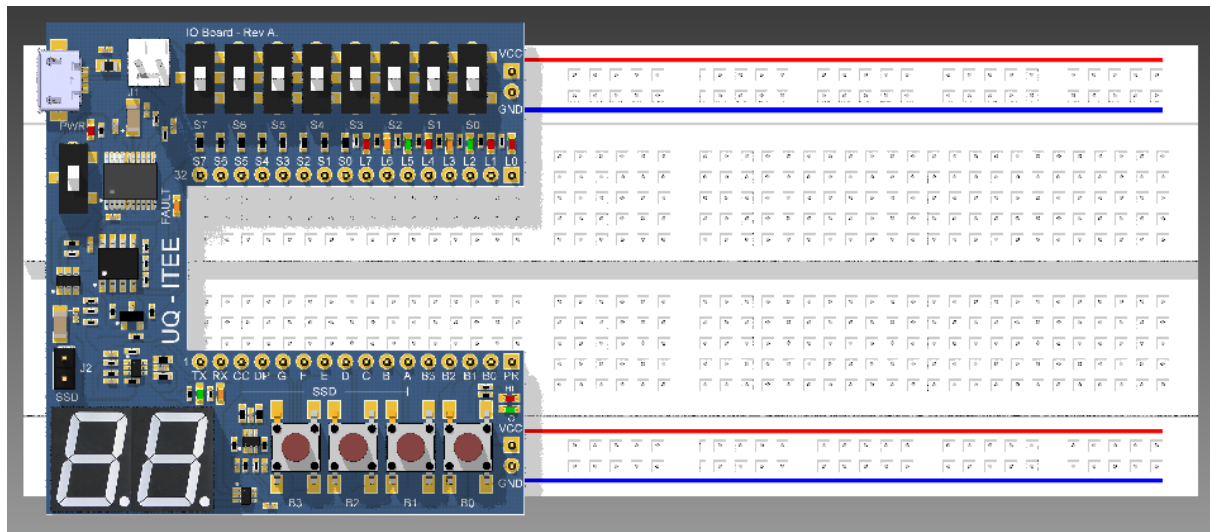 IO Board - Rev A.
VCC
J1
GND
PWR
S7 S6 S5 S4 S3 S2 S1 S0
S7 S6 S5 S4 S3 S2 S1 S0 L7 L6 L5 L4 L3 L2 L1 L0
32
FAULT
UQ - ITEE
1
TX RX CC DP G F E D C B A B3 B2 B1 B0 PR
J2
SSD
SSD
HI
VCC
GND
B3 B2 B1 B0